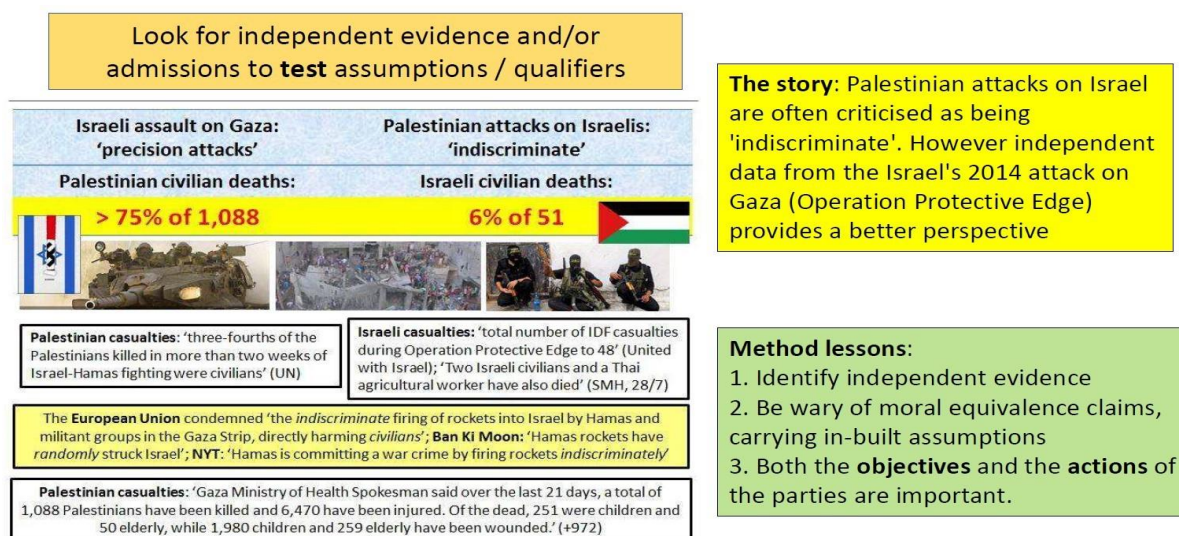 Look for independent evidence and/or
admissions to test assumptions / qualifiers
Israeli assault on Gaza:
'precision attacks'
Palestinian attacks on Israelis:
'indiscriminate'
Palestinian civilian deaths:
Israeli civilian deaths:
> 75% of 1,088
6% of 51
Palestinian casualties: 'three-fourths of the
Palestinians killed in more than two weeks of
Israel-Hamas fighting were civilians' (UN)
Israeli casualties: 'total number of IDF casualties
during Operation Protective Edge to 48' (United
with Israel); 'Two Israeli civilians and a Thai
agricultural worker have also died' (SMH, 28/7)
The European Union condemned 'the indiscriminate firing of rockets into Israel by Hamas and
militant groups in the Gaza Strip, directly harming civilians'; Ban Ki Moon: 'Hamas rockets have
randomly struck Israel'; NYT: 'Hamas is committing a war crime by firing rockets indiscriminately'
Palestinian casualties: 'Gaza Ministry of Health Spokesman said over the last 21 days, a total of
1,088 Palestinians have been killed and 6,470 have been injured. Of the dead, 251 were children and
50 elderly, while 1,980 children and 259 elderly have been wounded.' (+972)
The story: Palestinian attacks on Israel
are often criticised as being
'indiscriminate'. However independent
data from the Israel's 2014 attack on
Gaza (Operation Protective Edge)
provides a better perspective
Method lessons:
1. Identify independent evidence
2. Be wary of moral equivalence claims,
carrying in-built assumptions
3. Both the objectives and the actions of
the parties are important.